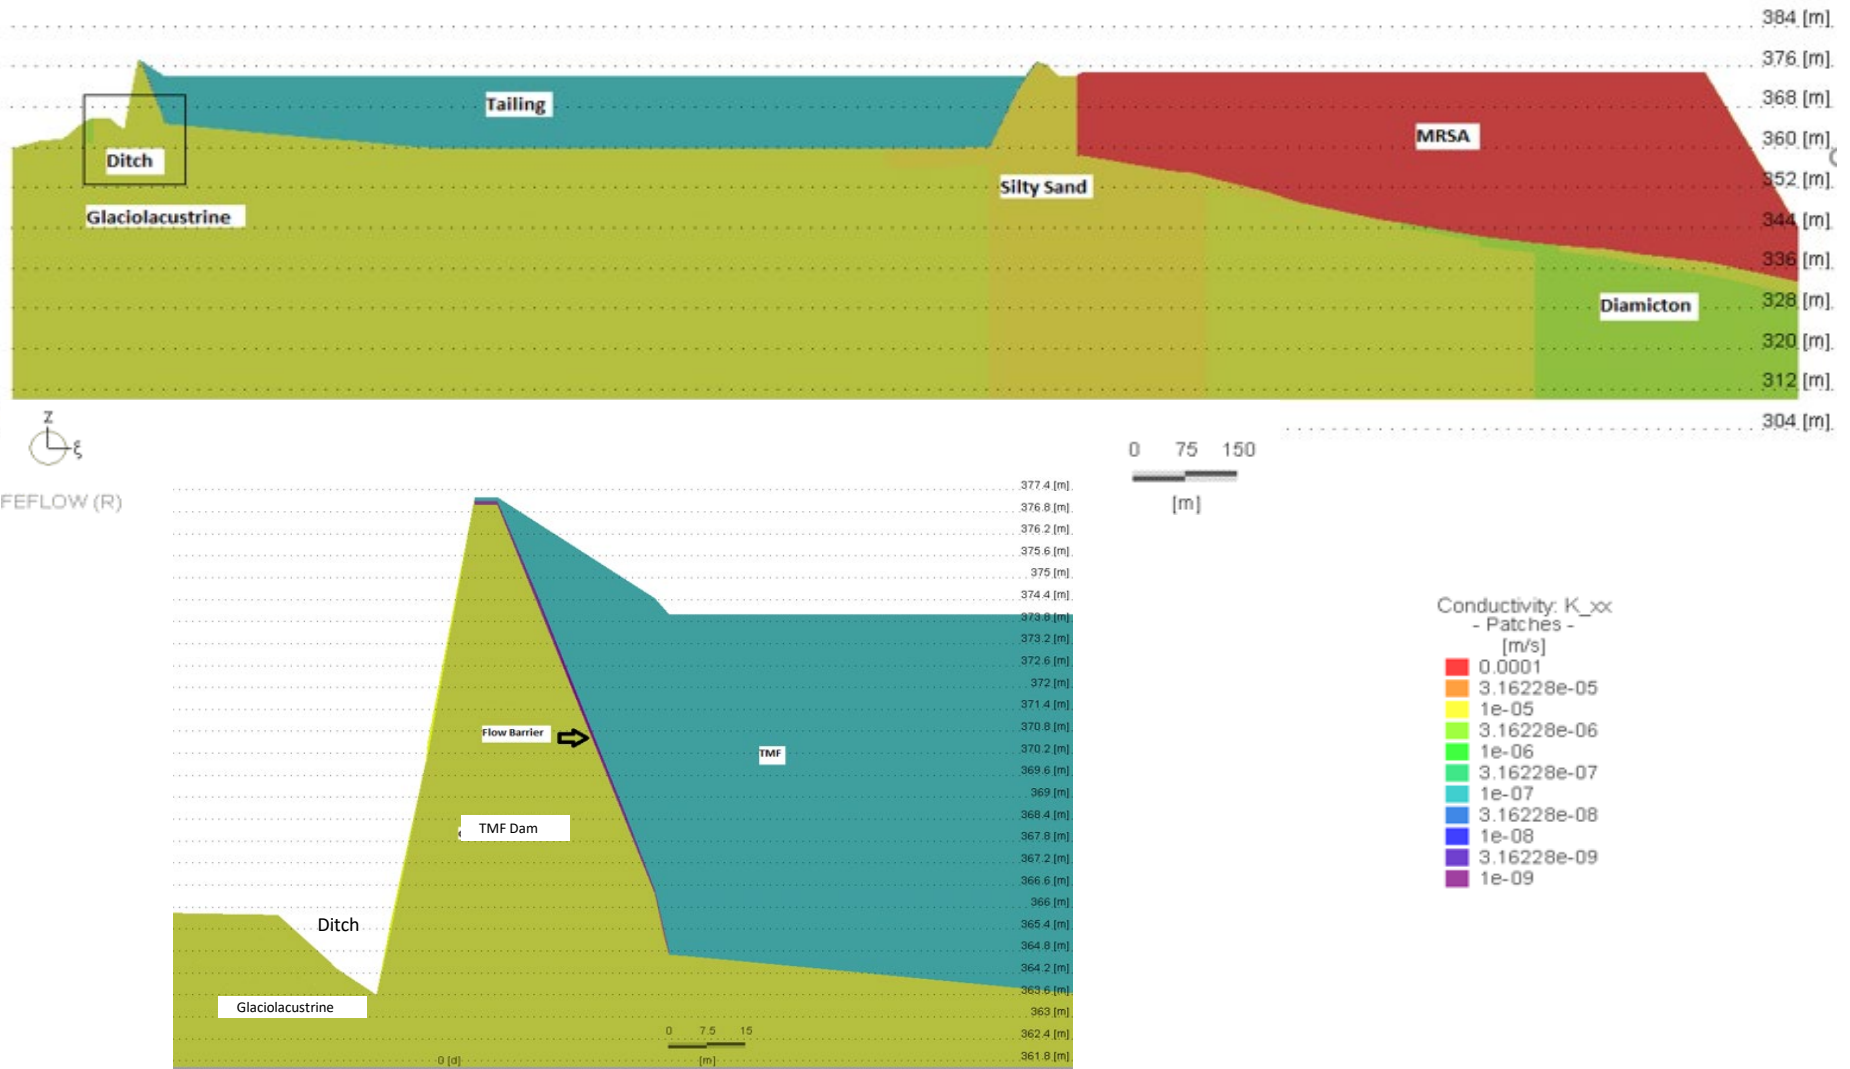 384 [m]
376 [m]
368 [m]
Tailing
MRSA
360 [m]
Ditch
352 [m]
Silty Sand
Glaciolacustrine
344 [m]
336 [m]
328 [m]
Diamicton
320 [m]
312 [m]
304 [m]
Z
ξ
0 75 150
[m]
FEFLOW (R)
377.4 [m]
376.8 [m]
376.2 [m]
375.6 [m]
375 [m]
374.4 [m]
373.8 [m]
373.2 [m]
372.6 [m]
372 [m]
371.4 [m]
370.8 [m]
Flow Barrier
370.2 [m]
TMF
369.6 [m]
369 [m]
368.4 [m]
TMF Dam
367.8 [m]
367.2 [m]
366.6 [m]
366 [m]
Ditch
365.4 [m]
364.8 [m]
364.2 [m]
363.6 [m]
Glaciolacustrine
363 [m]
362.4 [m]
361.8 [m]
0 7.5 15
[m]
0 [d]
Conductivity: K_xx
- Patches -
[m/s]
0.0001
3.16228e-05
1e-05
3.16228e-06
1e-06
3.16228e-07
1e-07
3.16228e-08
1e-08
3.16228e-09
1e-09